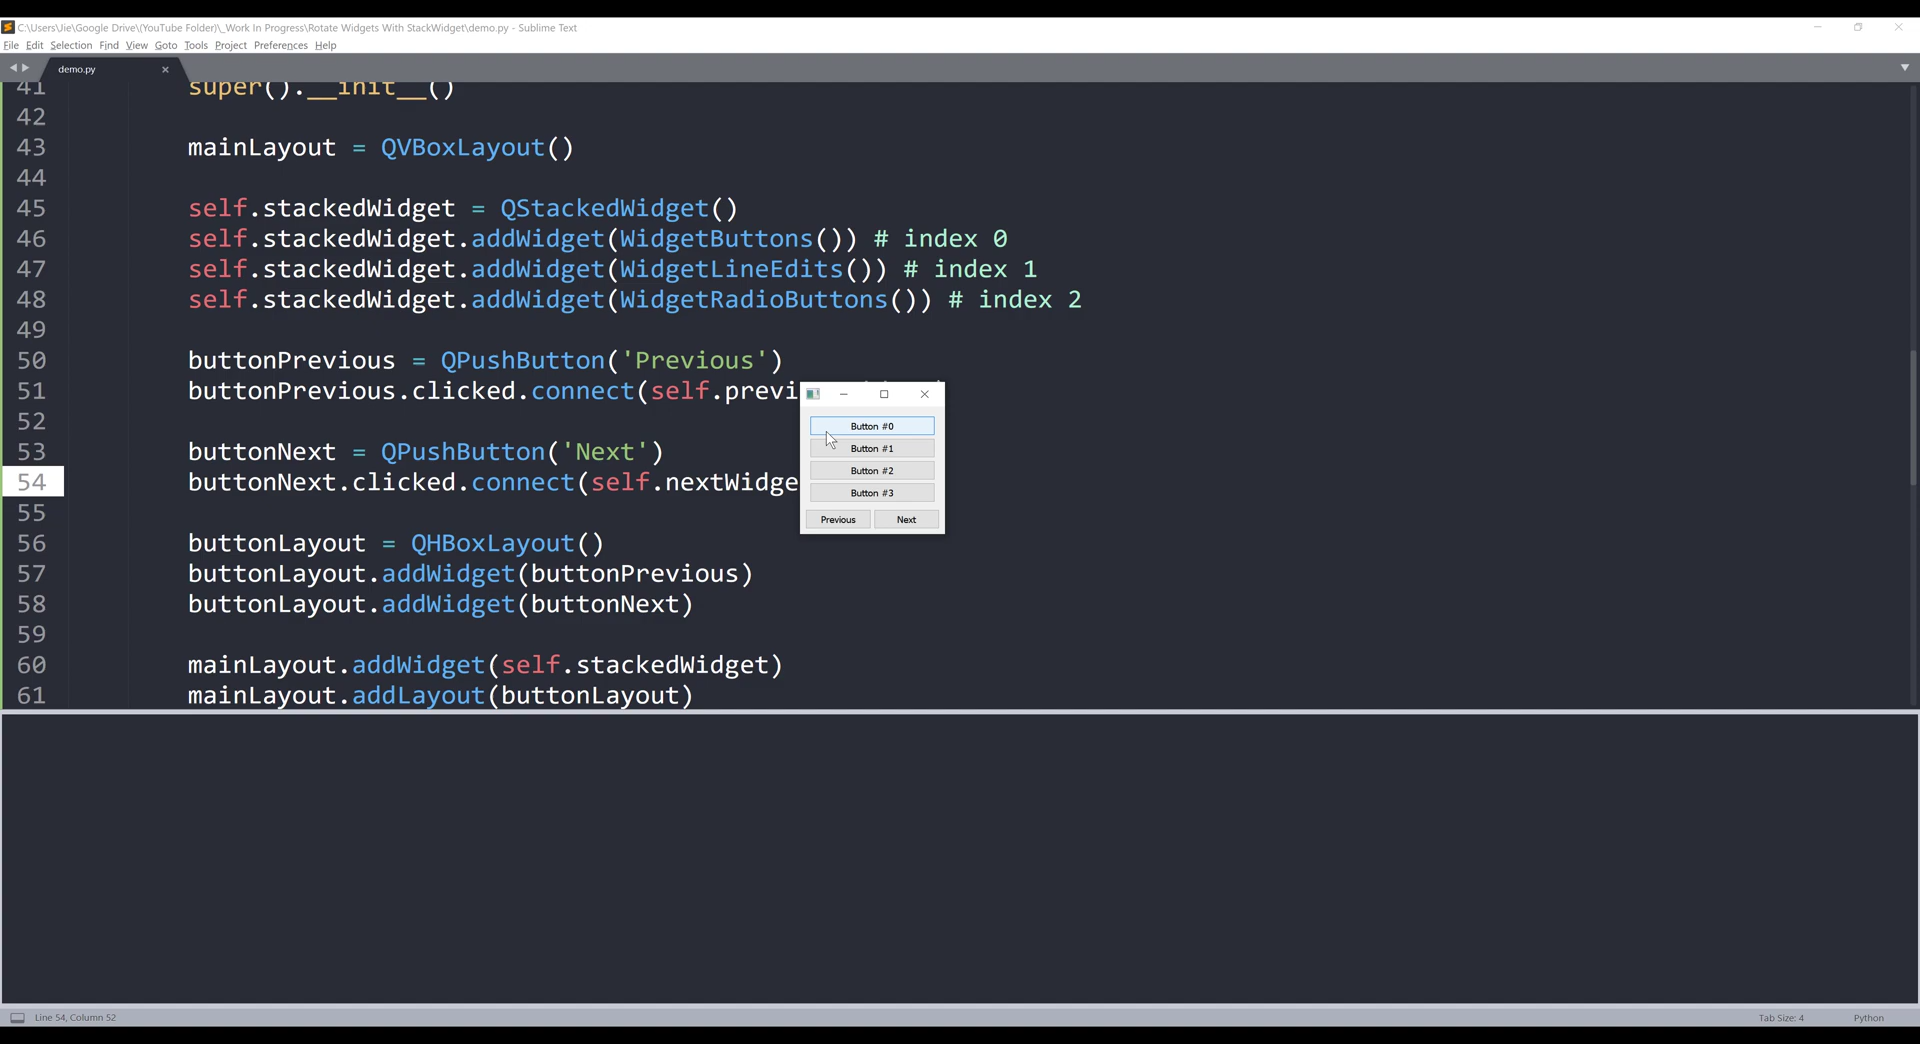 C:\Users\Jie\Google Drive\(YouTube Folder)\_Work In Progress\Rotate Widgets With StackWidget\demo.py - Sublime Text
File Edit Selection Find View Goto Tools Project Preferences Help
demo.py
41 super().__init__()
42
43 mainLayout = QVBoxLayout()
44
45 self.stackedWidget = QStackedWidget()
46 self.stackedWidget.addWidget(WidgetButtons()) # index 0
47 self.stackedWidget.addWidget(WidgetLineEdits()) # index 1
48 self.stackedWidget.addWidget(WidgetRadioButtons()) # index 2
49
50 buttonPrevious = QPushButton('Previous')
51 buttonPrevious.clicked.connect(self.previ
52
53 buttonNext = QPushButton('Next')
54 buttonNext.clicked.connect(self.nextWidge
55
56 buttonLayout = QHBoxLayout()
57 buttonLayout.addWidget(buttonPrevious)
58 buttonLayout.addWidget(buttonNext)
59
60 mainLayout.addWidget(self.stackedWidget)
61 mainLayout.addLayout(buttonLayout)
Button #0
Button #1
Button #2
Button #3
Previous Next
Line 54, Column 52
Tab Size: 4 Python